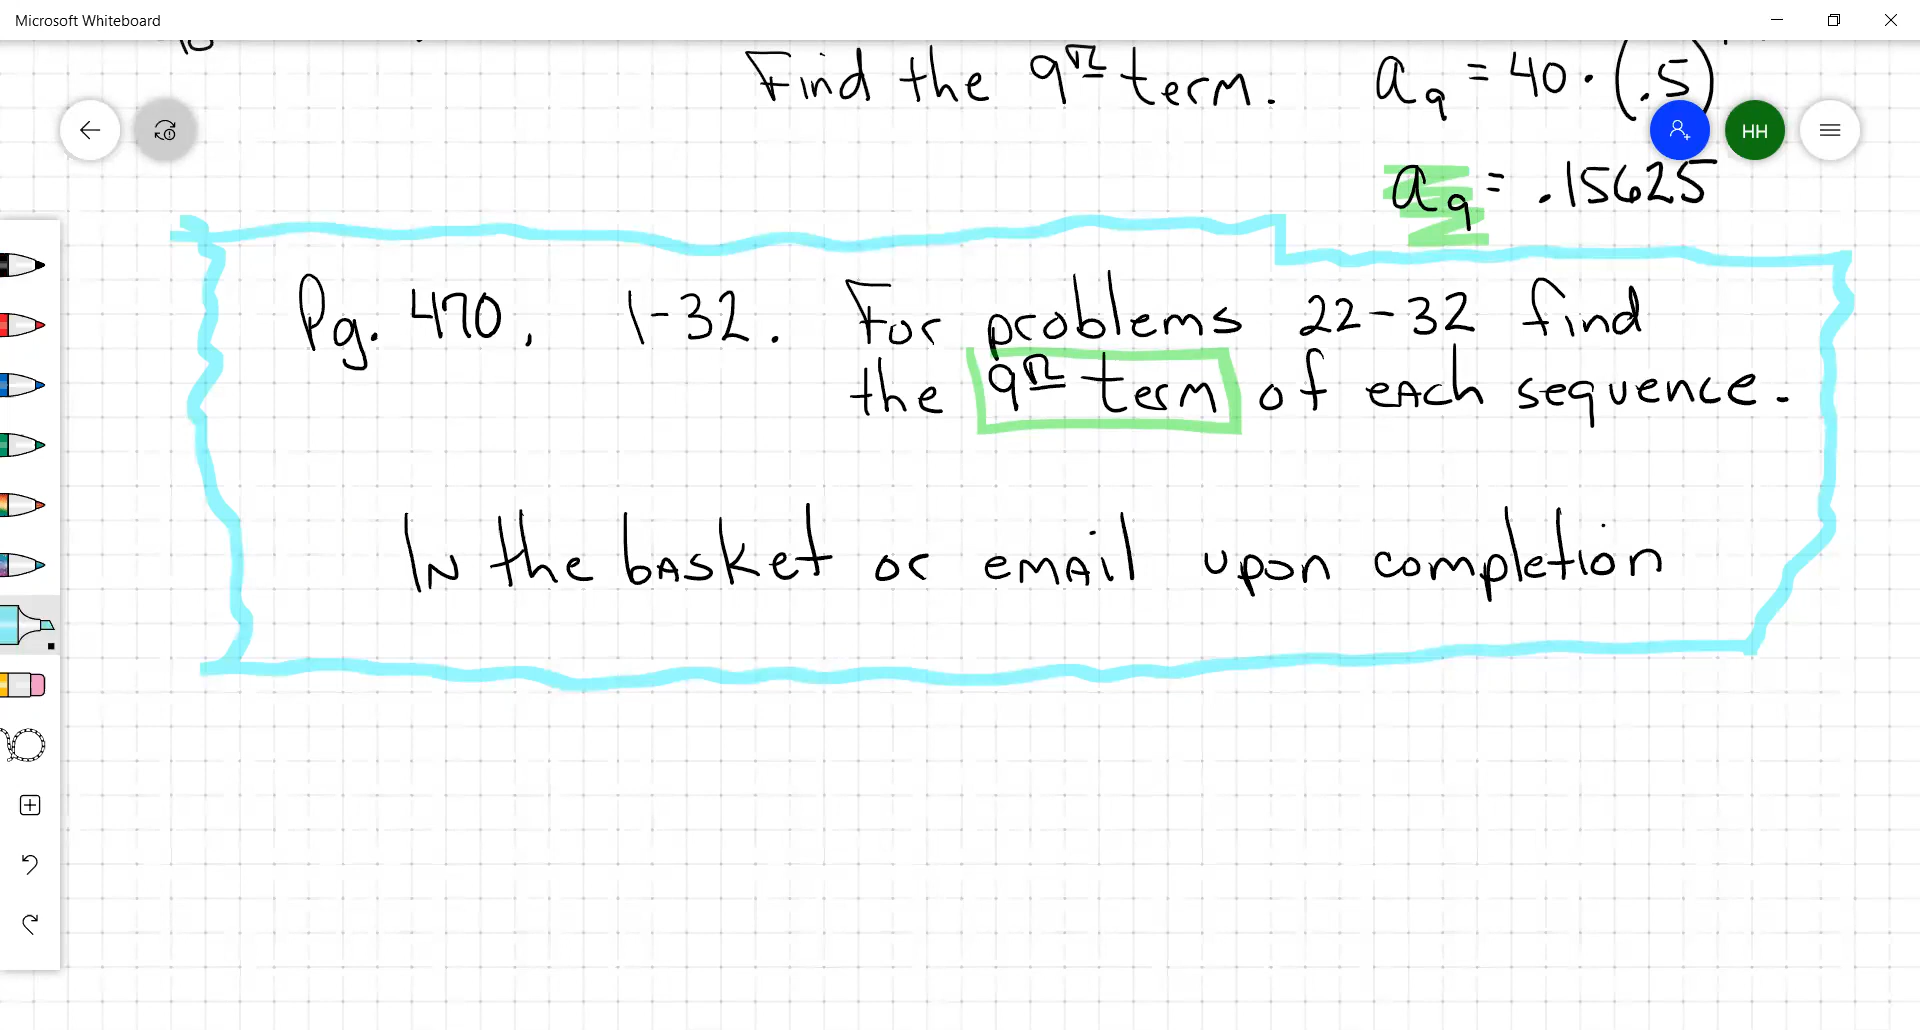 Microsoft Whiteboard
Find the 9th term. a9 = 40 · (.5)
HH
a9 = .15625
Pg. 470, 1-32. For problems 22-32 find
the 9th term of each sequence.
In the basket or email upon completion